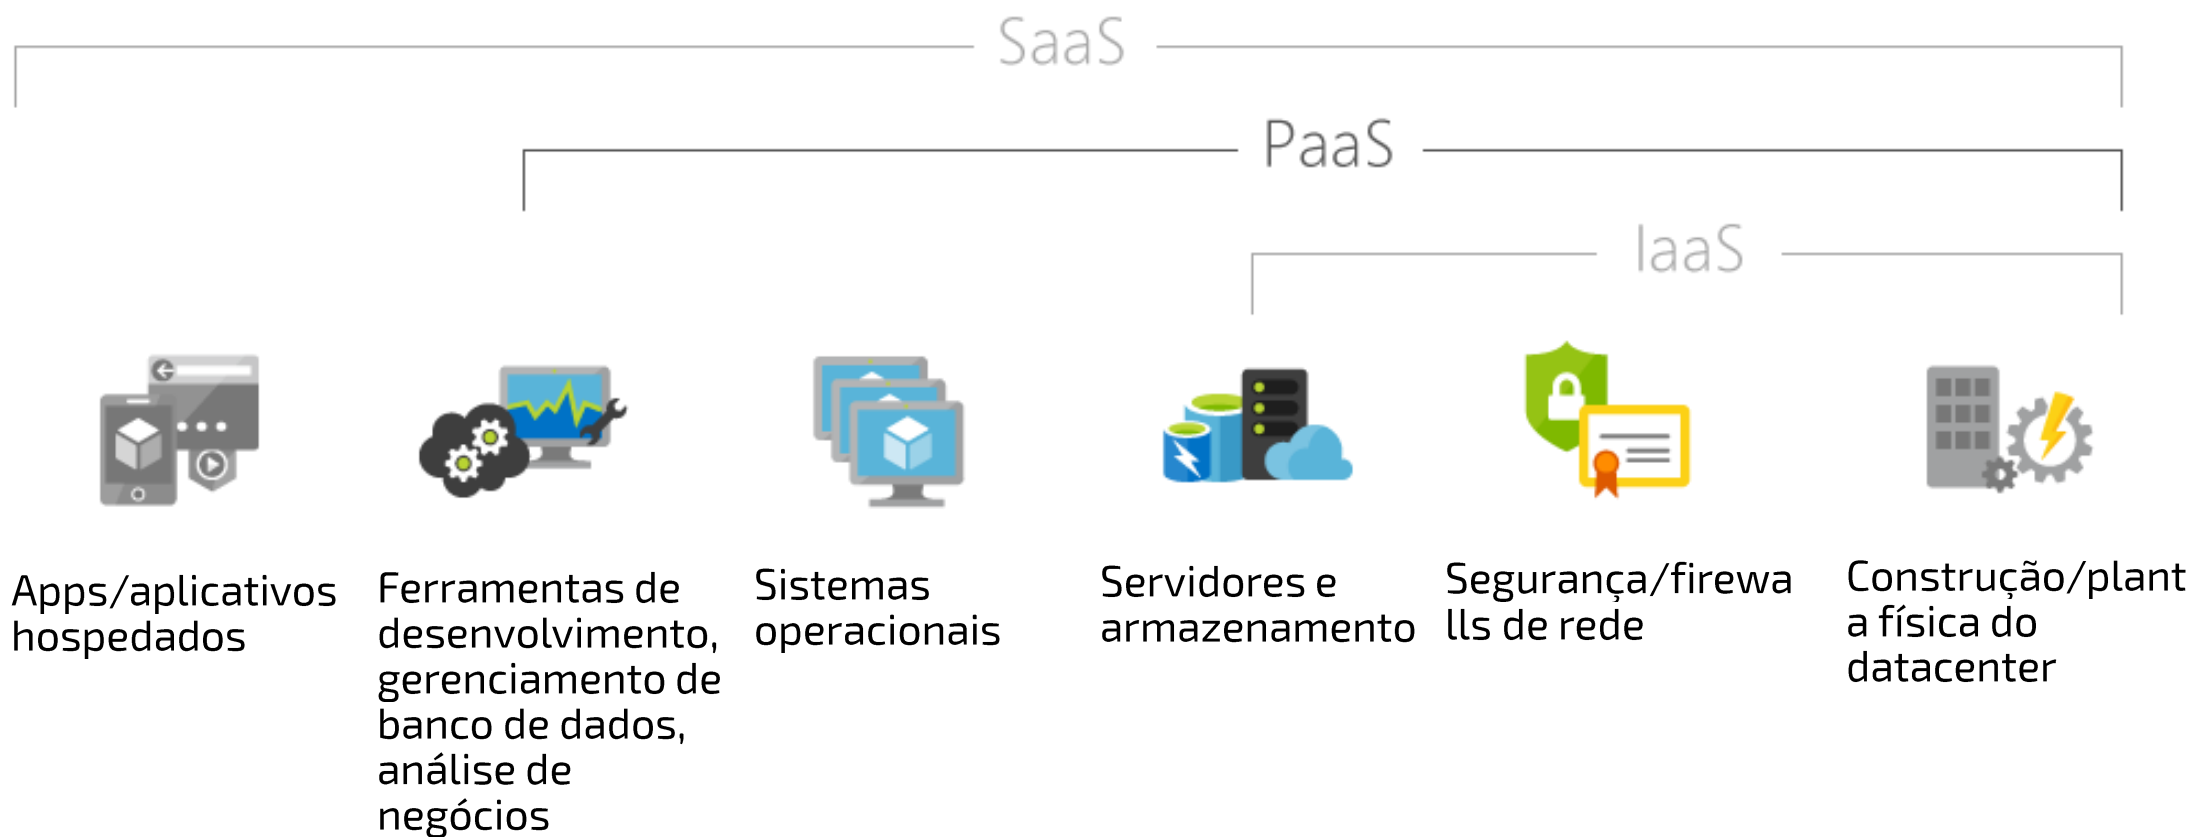 SaaS
PaaS
IaaS
Apps/aplicativos
hospedados
Ferramentas de
desenvolvimento,
gerenciamento de
banco de dados,
análise de
negócios
Sistemas
operacionais
Servidores e
armazenamento
Segurança/firewa
lls de rede
Construção/plant
a física do
datacenter